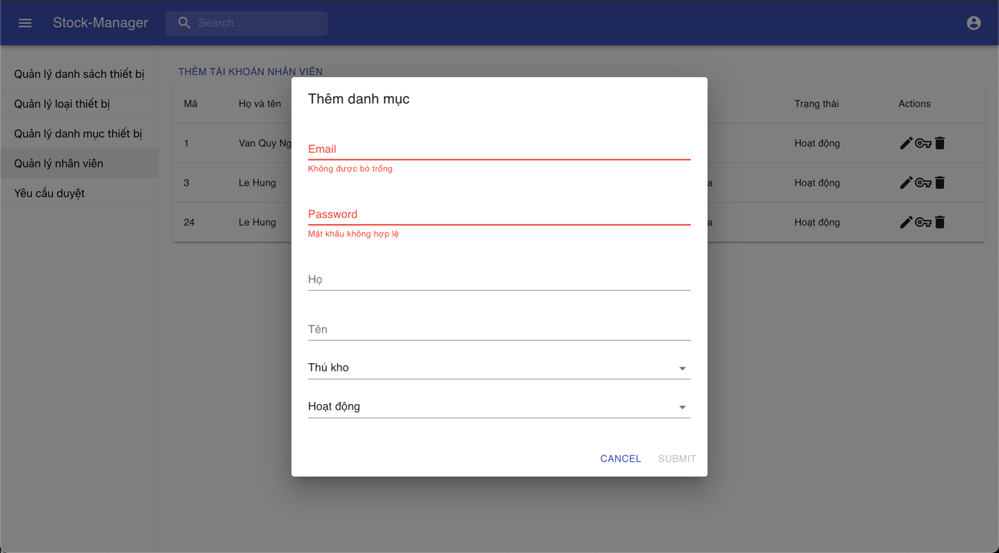 Stock-Manager
Search…
Quản lý danh sách thiết bị
Quản lý loại thiết bị
Quản lý danh mục thiết bị
Quản lý nhân viên
Yêu cầu duyệt
THÊM TÀI KHOẢN NHÂN VIÊN
Mã Họ và tên Trạng thái Actions
1 Van Quy Ng Hoạt động
3 Le Hung a Hoạt động
24 Le Hung a Hoạt động
Thêm danh mục
Email
Không được bỏ trống
Password
Mật khẩu không hợp lệ
Họ
Tên
Thủ kho
Hoạt động
CANCEL SUBMIT